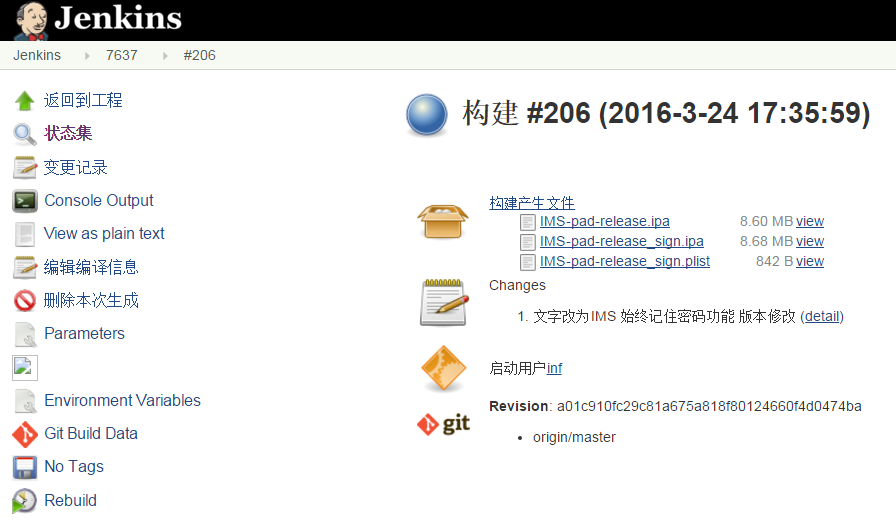 Jenkins
Jenkins 7637 #206
返回到工程
状态集
变更记录
Console Output
View as plain text
编辑编译信息
删除本次生成
Parameters
Environment Variables
Git Build Data
No Tags
Rebuild
构建 #206 (2016-3-24 17:35:59)
构建产生文件
IMS-pad-release.ipa 8.60 MB view
IMS-pad-release_sign.ipa 8.68 MB view
IMS-pad-release_sign.plist 842 B view
Changes
1. 文字改为IMS 始终记住密码功能 版本修改 (detail)
启动用户inf
git
Revision: a01c910fc29c81a675a818f80124660f4d0474ba
origin/master